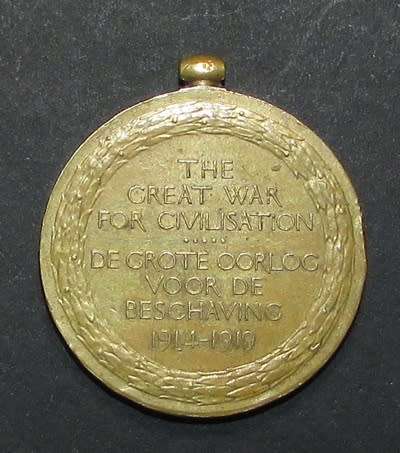 THE
GREAT WAR
FOR CIVILISATION
.....
DE GROTE OORLOG
VOOR DE
BESCHAVING
1914-1919